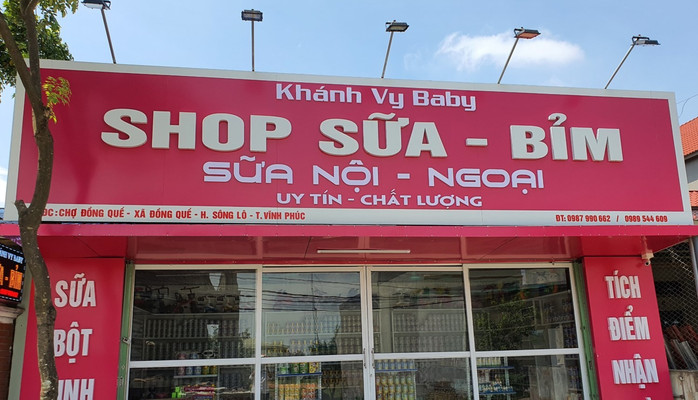 Khánh Vy Baby
SHOP SỮA - BỈM
SỮA NỘI - NGOẠI
UY TÍN - CHẤT LƯỢNG
ĐC: CHỢ ĐỒNG QUẾ - XÃ ĐỒNG QUẾ - H. SÔNG LÔ - T. VĨNH PHÚC
ĐT: 0987 990 662 / 0989 544 609
SỮA
BỘT
TÍCH
ĐIỂM
NHẬN